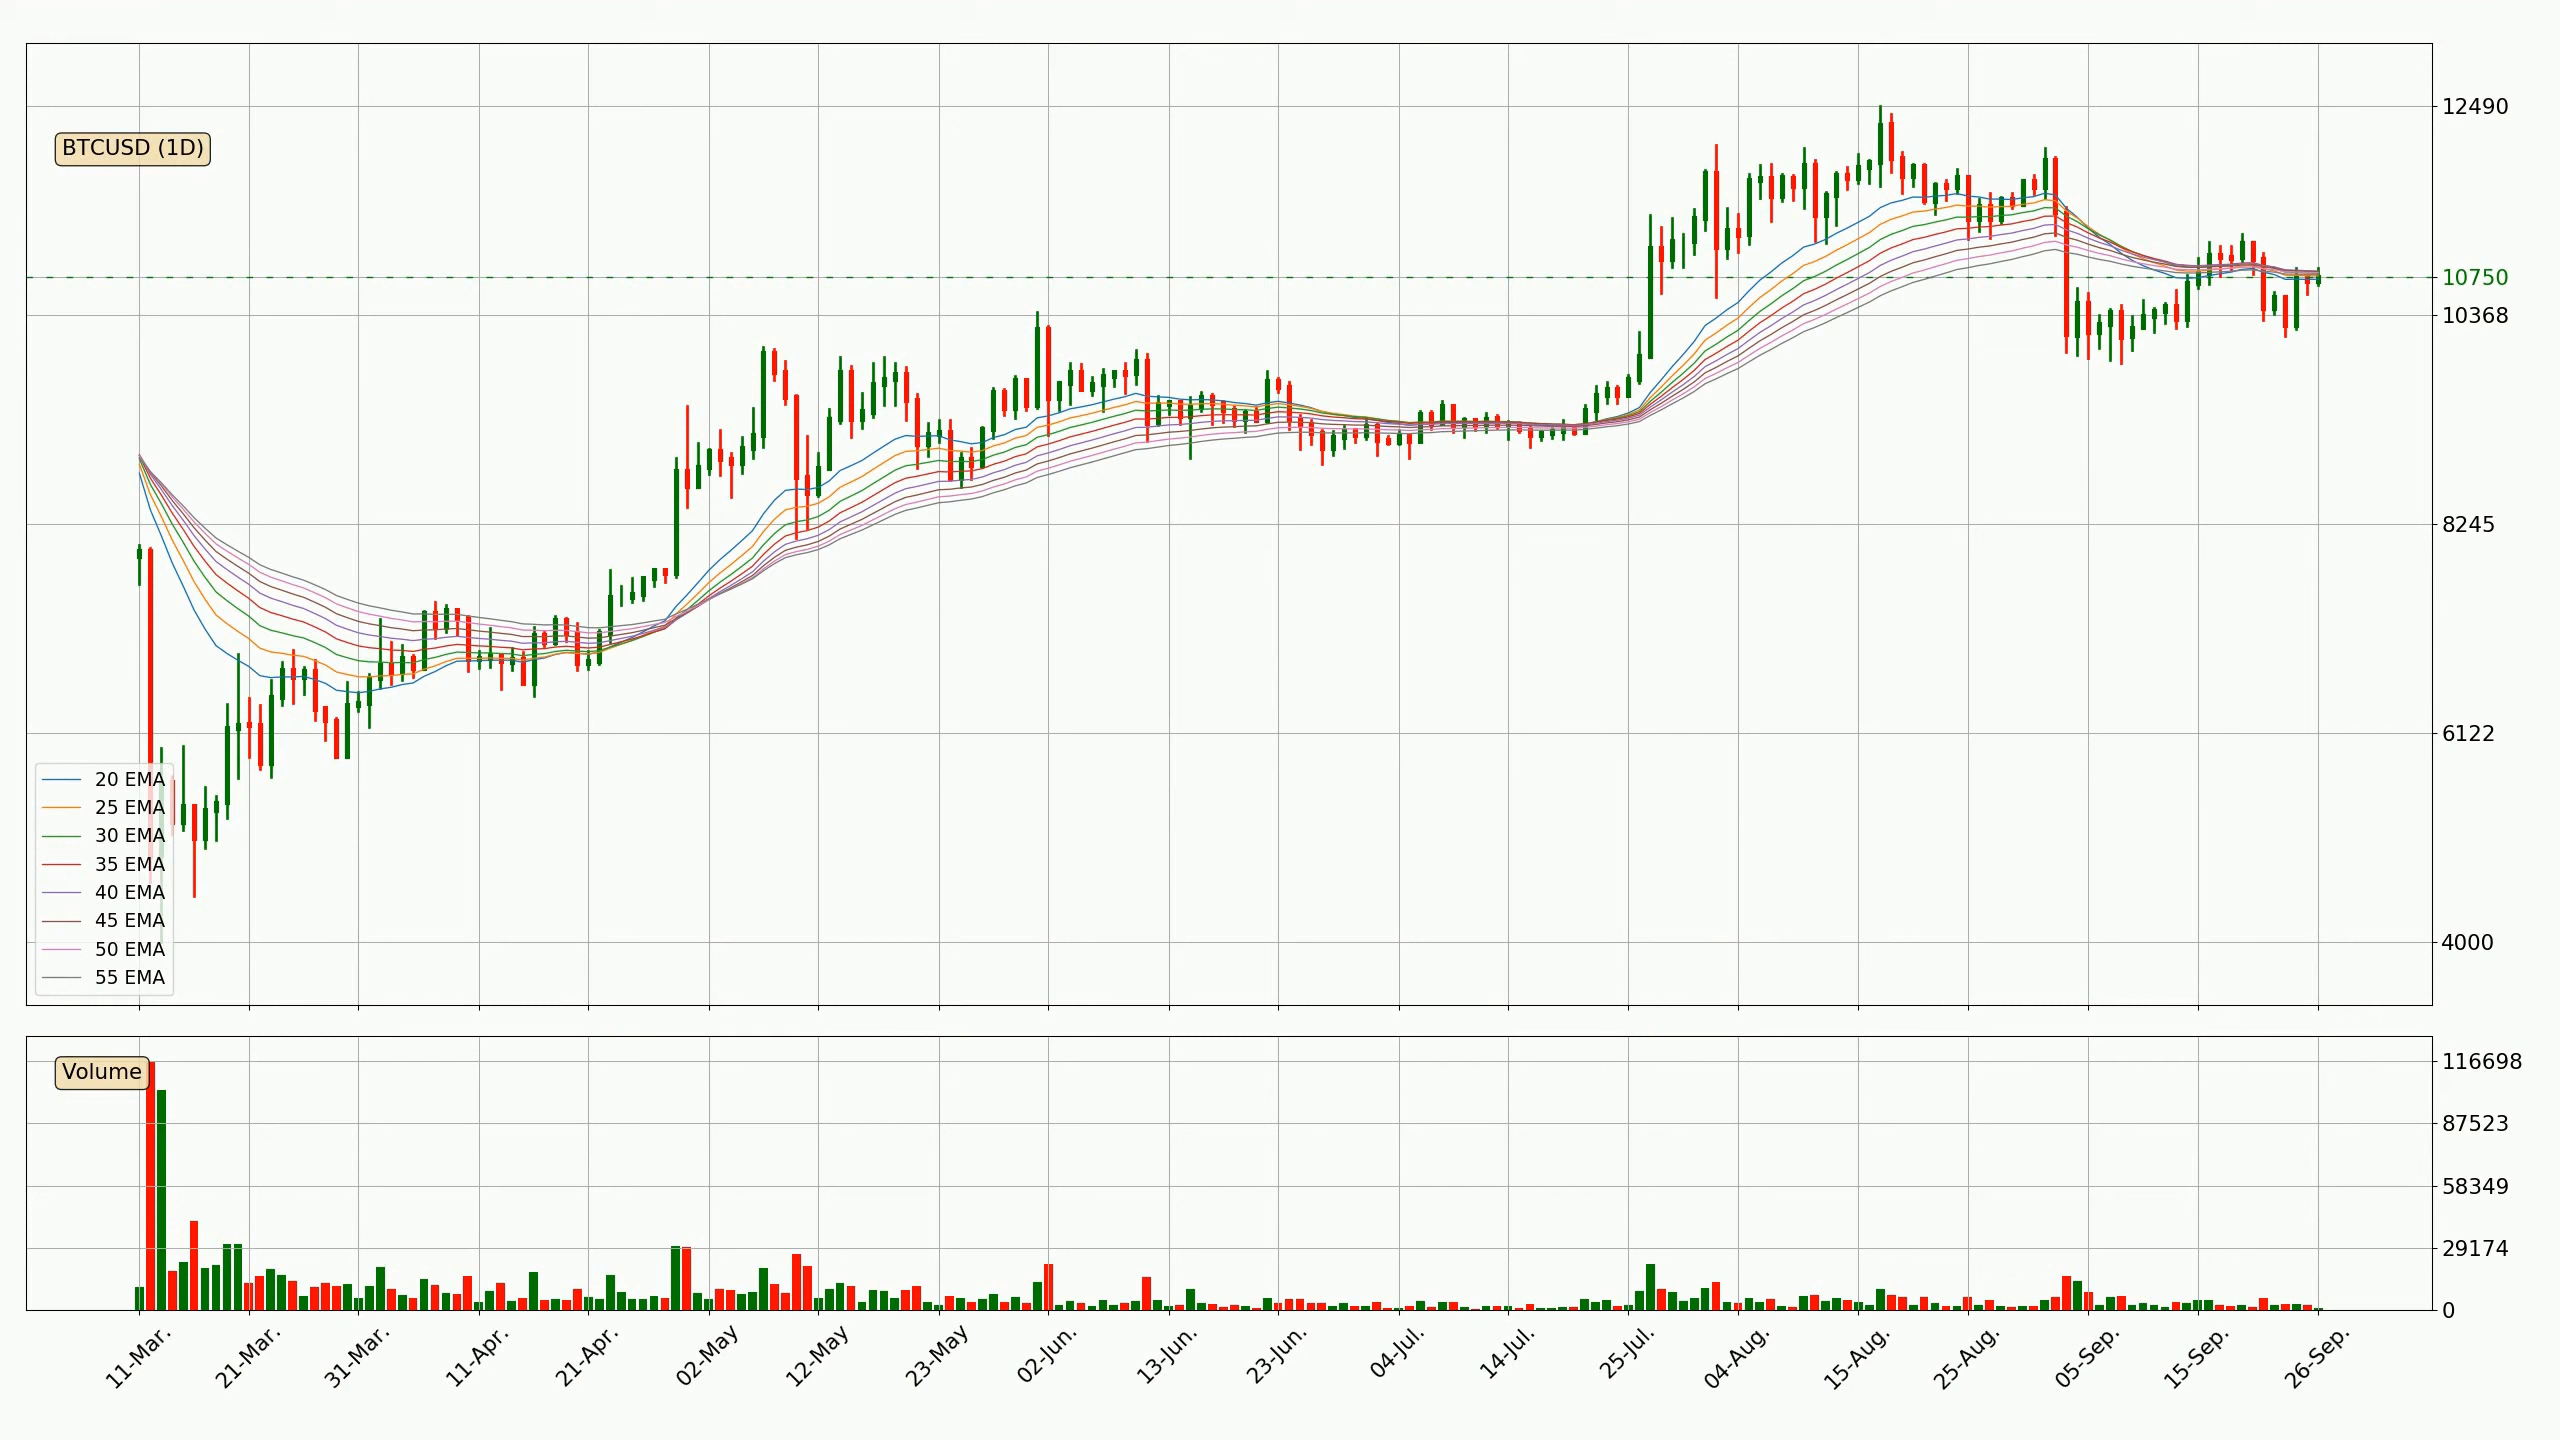 BTCUSD (1D)
12490
10750
10368
8245
6122
4000
20 EMA
25 EMA
30 EMA
35 EMA
40 EMA
45 EMA
50 EMA
55 EMA
Volume
116698
87523
58349
29174
0
11-Mar. 21-Mar. 31-Mar. 11-Apr. 21-Apr. 02-May 12-May 23-May 02-Jun. 13-Jun. 23-Jun. 04-Jul. 14-Jul. 25-Jul. 04-Aug. 15-Aug. 25-Aug. 05-Sep. 15-Sep. 26-Sep.